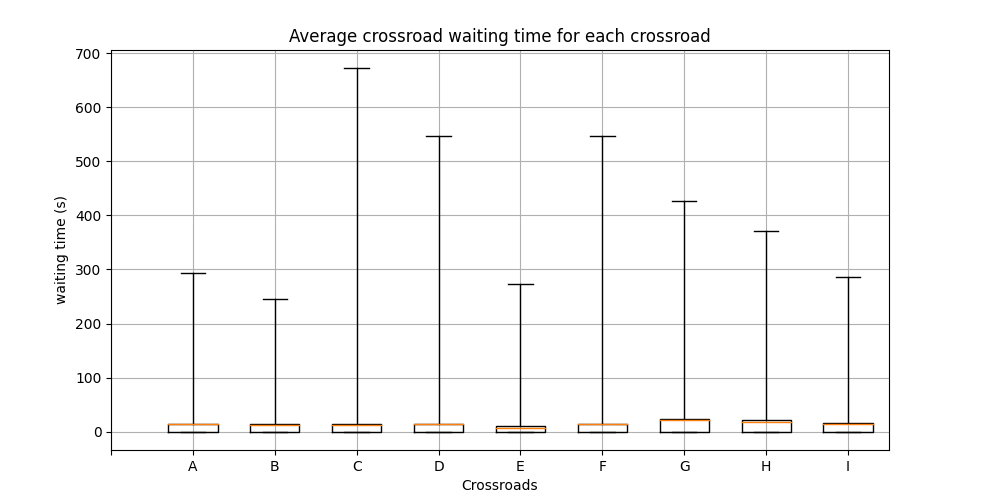 Average crossroad waiting time for each crossroad
700
600
500
400
300
200
100
0
waiting time (s)
A B C D E F G H I
Crossroads